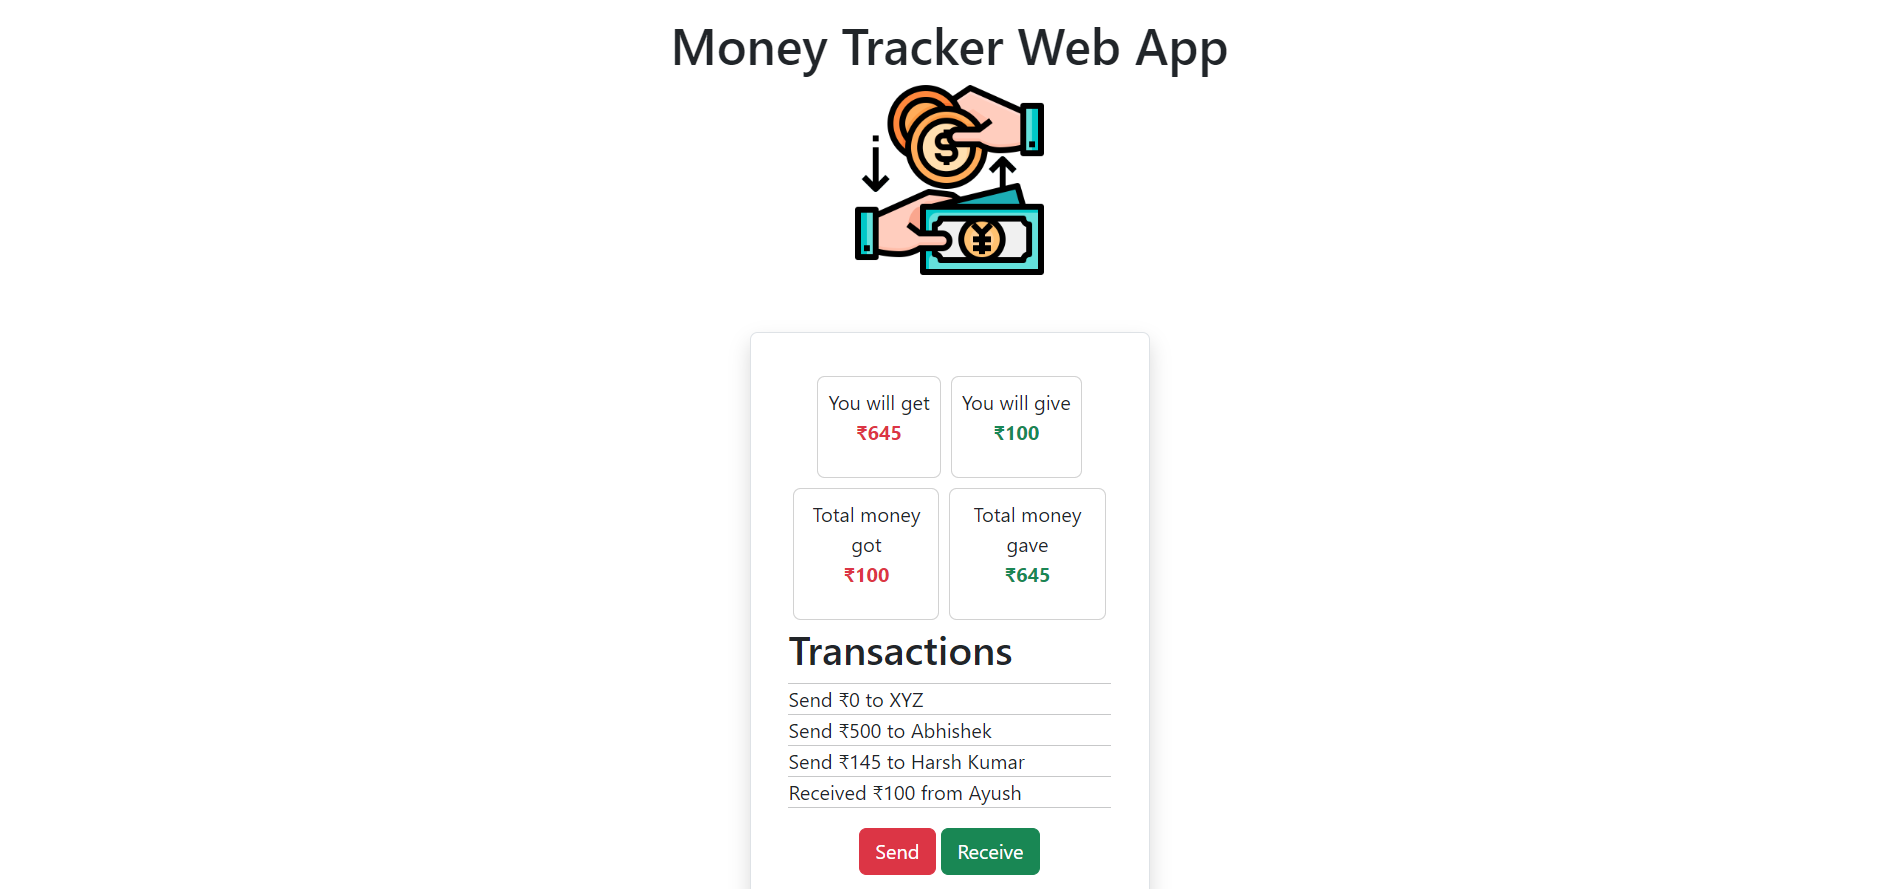 Money Tracker Web App
$
¥
You will get
₹645
You will give
₹100
Total money
got
₹100
Total money
gave
₹645
Transactions
Send ₹0 to XYZ
Send ₹500 to Abhishek
Send ₹145 to Harsh Kumar
Received ₹100 from Ayush
Send
Receive